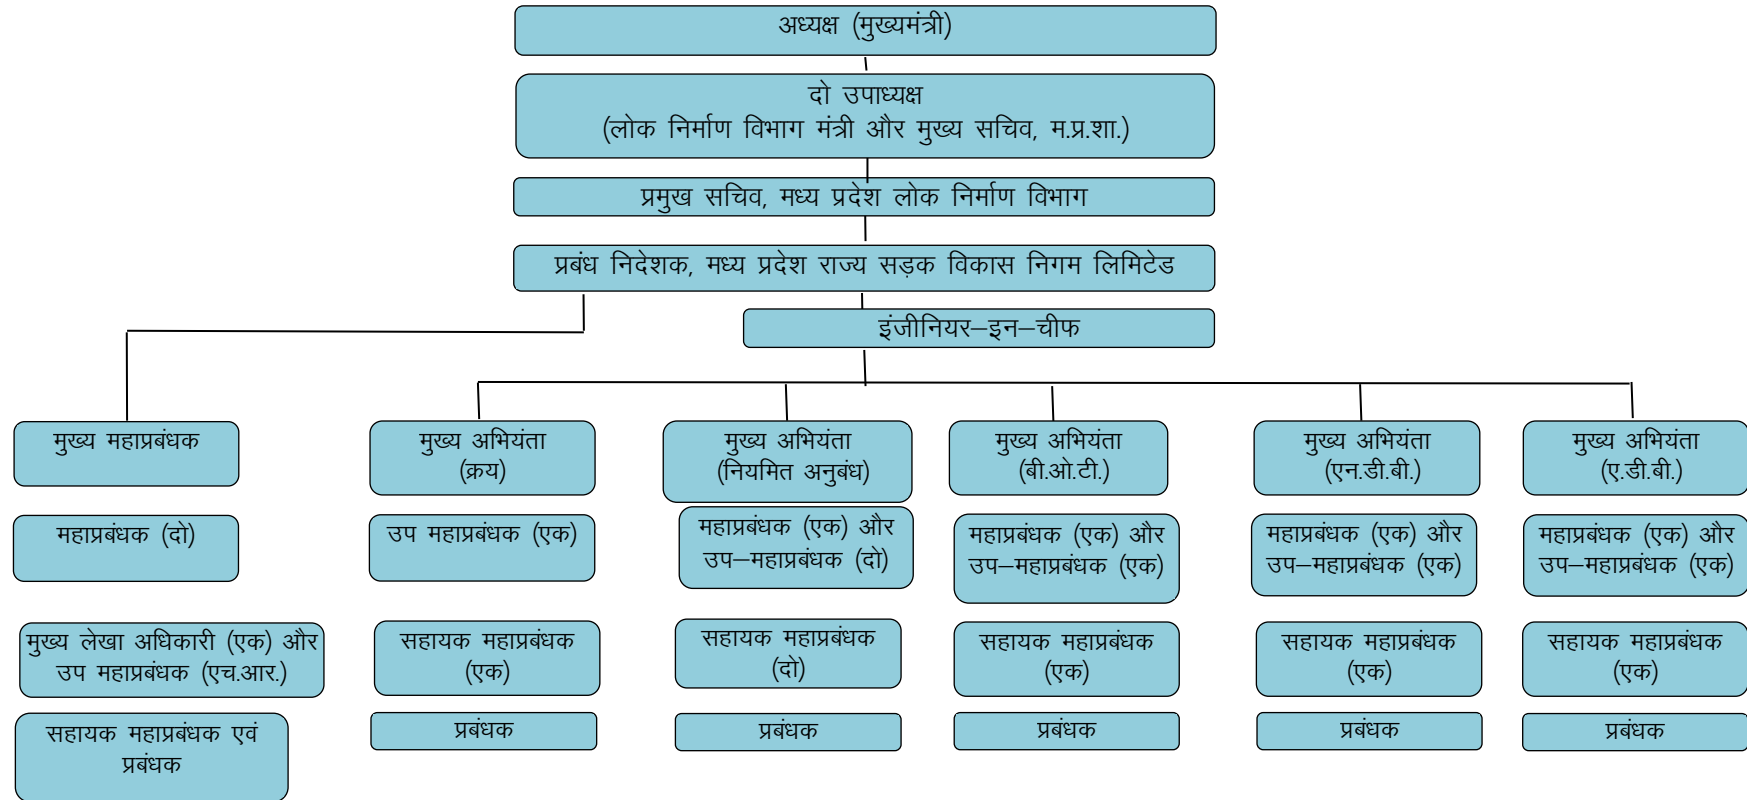 अध्यक्ष (मुख्यमंत्री)
दो उपाध्यक्ष
(लोक निर्माण विभाग मंत्री और मुख्य सचिव, म.प्र.शा.)
प्रमुख सचिव, मध्य प्रदेश लोक निर्माण विभाग
प्रबंध निदेशक, मध्य प्रदेश राज्य सड़क विकास निगम लिमिटेड
इंजीनियर–इन–चीफ
मुख्य महाप्रबंधक
मुख्य अभियंता
(क्रय)
मुख्य अभियंता
(नियमित अनुबंध)
मुख्य अभियंता
(बी.ओ.टी.)
मुख्य अभियंता
(एन.डी.बी.)
मुख्य अभियंता
(ए.डी.बी.)
महाप्रबंधक (दो)
उप महाप्रबंधक (एक)
महाप्रबंधक (एक) और
उप–महाप्रबंधक (दो)
महाप्रबंधक (एक) और
उप–महाप्रबंधक (एक)
महाप्रबंधक (एक) और
उप–महाप्रबंधक (एक)
महाप्रबंधक (एक) और
उप–महाप्रबंधक (एक)
मुख्य लेखा अधिकारी (एक) और
उप महाप्रबंधक (एच.आर.)
सहायक महाप्रबंधक
(एक)
सहायक महाप्रबंधक
(दो)
सहायक महाप्रबंधक
(एक)
सहायक महाप्रबंधक
(एक)
सहायक महाप्रबंधक
(एक)
सहायक महाप्रबंधक एवं
प्रबंधक
प्रबंधक
प्रबंधक
प्रबंधक
प्रबंधक
प्रबंधक